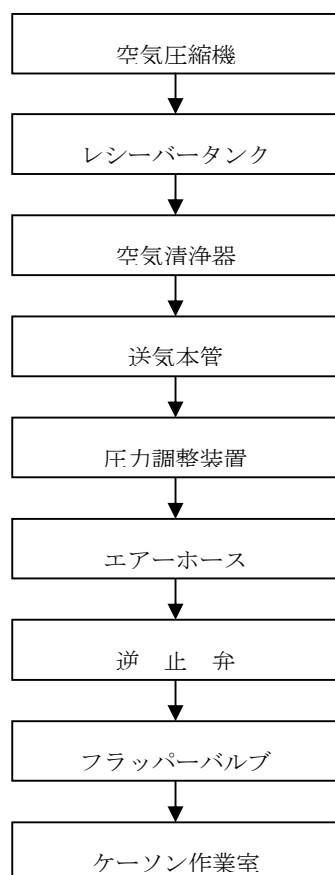 空気圧縮機
レシーバータンク
空気清浄器
送気本管
圧力調整装置
エアーホース
逆　止　弁
フラッパーバルブ
ケーソン作業室